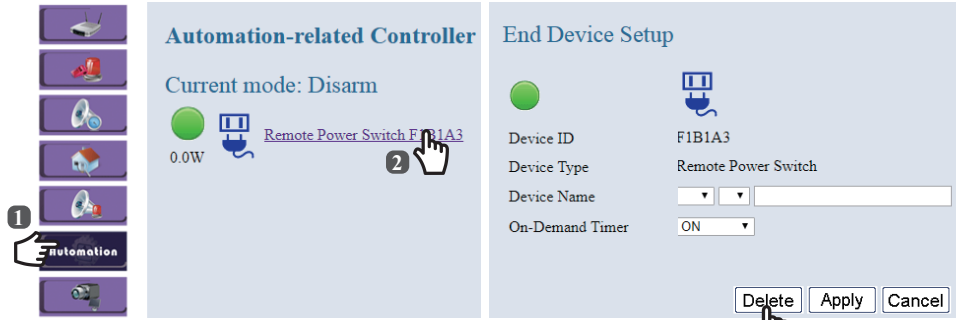 1
Automation
Automation-related Controller
Current mode: Disarm
0.0W
Remote Power Switch F1B1A3
2
End Device Setup
Device ID F1B1A3
Device Type Remote Power Switch
Device Name
On-Demand Timer ON
Delete Apply Cancel